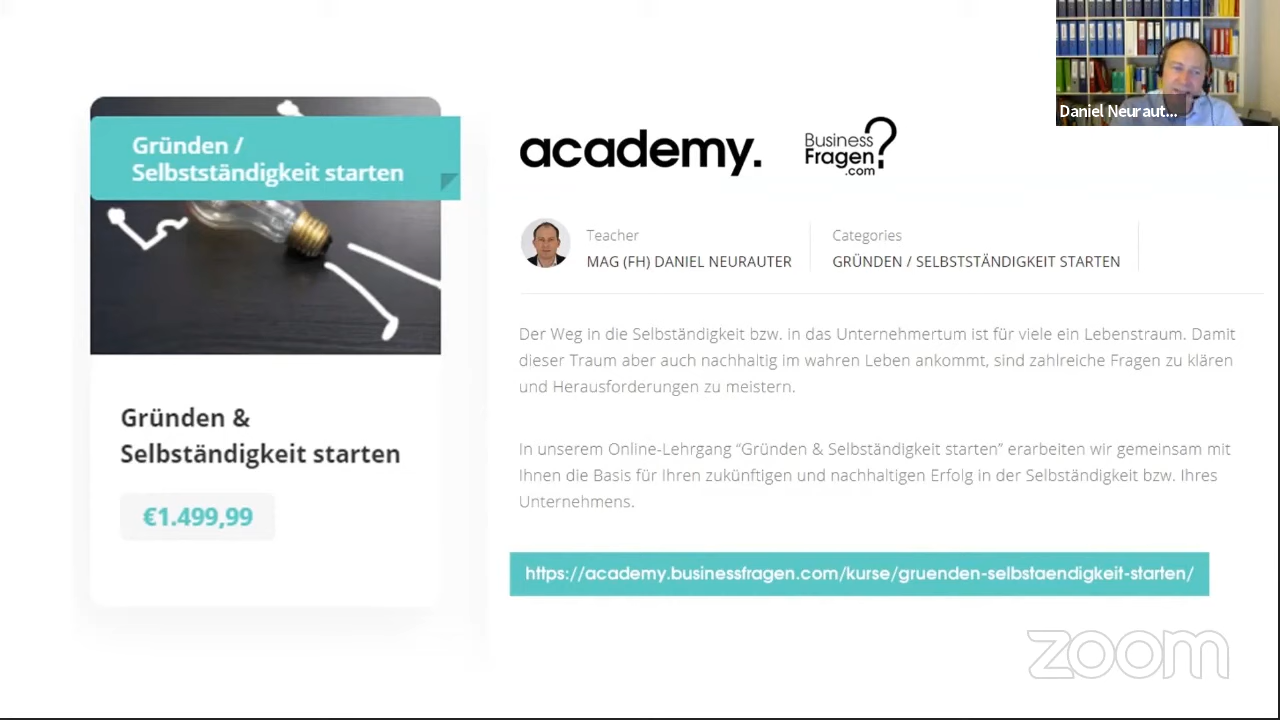 Daniel Neuraut...
Gründen /
Selbstständigkeit starten
Gründen &
Selbständigkeit starten
€1.499,99
academy.
Business
Fragen?
.com
Teacher
MAG (FH) DANIEL NEURAUTER
Categories
GRÜNDEN / SELBSTSTÄNDIGKEIT STARTEN
Der Weg in die Selbständigkeit bzw. in das Unternehmertum ist für viele ein Lebenstraum. Damit
dieser Traum aber auch nachhaltig im wahren Leben ankommt, sind zahlreiche Fragen zu klären
und Herausforderungen zu meistern.
In unserem Online-Lehrgang “Gründen & Selbständigkeit starten” erarbeiten wir gemeinsam mit
Ihnen die Basis für Ihren zukünftigen und nachhaltigen Erfolg in der Selbständigkeit bzw. Ihres
Unternehmens.
https://academy.businessfragen.com/kurse/gruenden-selbstaendigkeit-starten/
zoom